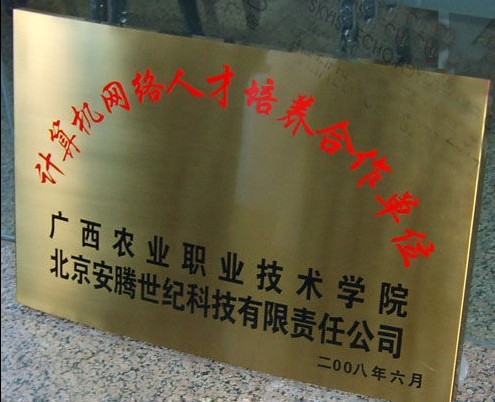 计算机网络人才培养合作单位
广西农业职业技术学院
北京安腾世纪科技有限责任公司
二00八年六月